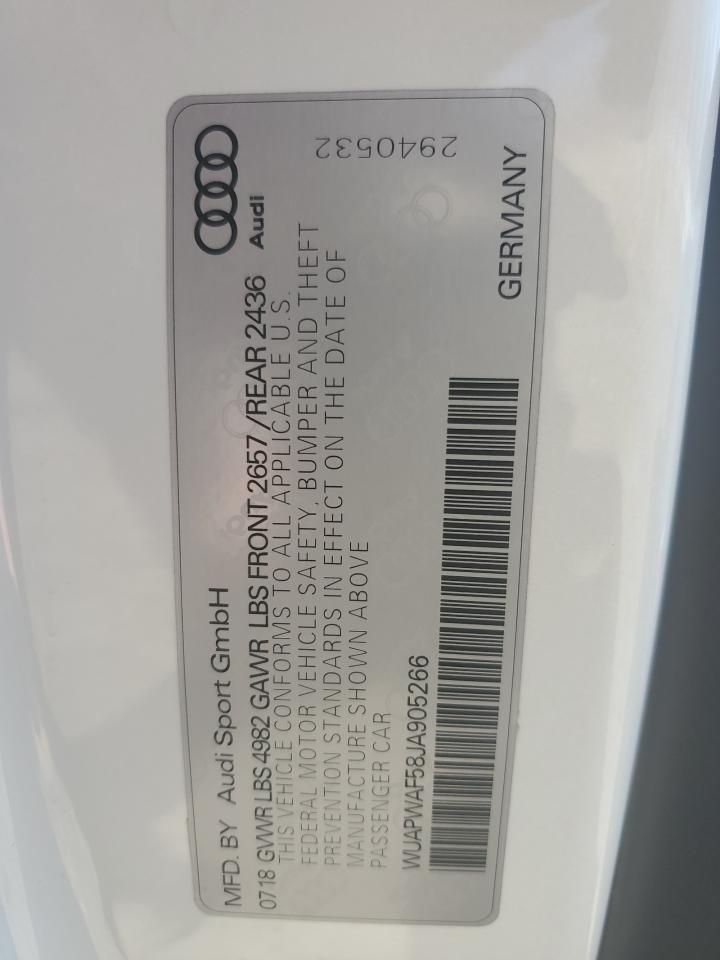 MFD. BY Audi Sport GmbH
Audi
0718 GVWR LBS 4982 GAWR LBS FRONT 2657 /REAR 2436
THIS VEHICLE CONFORMS TO ALL APPLICABLE U.S.
FEDERAL MOTOR VEHICLE SAFETY, BUMPER AND THEFT
PREVENTION STANDARDS IN EFFECT ON THE DATE OF
MANUFACTURE SHOWN ABOVE
PASSENGER CAR
2940532
WUAPWAF58JA905266
GERMANY